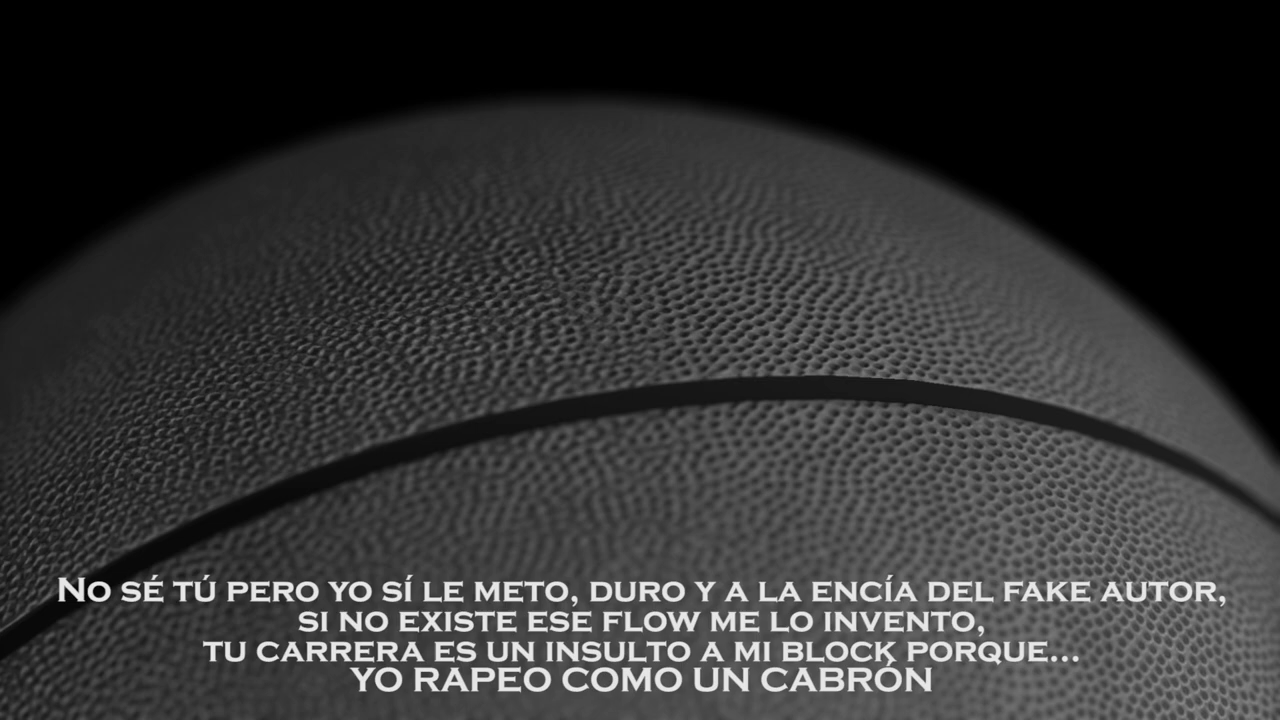 No sé tú pero yo sí le meto, duro y a la encía del fake autor,
si no existe ese flow me lo invento,
tu carrera es un insulto a mi block porque...
yo rapeo como un cabrón